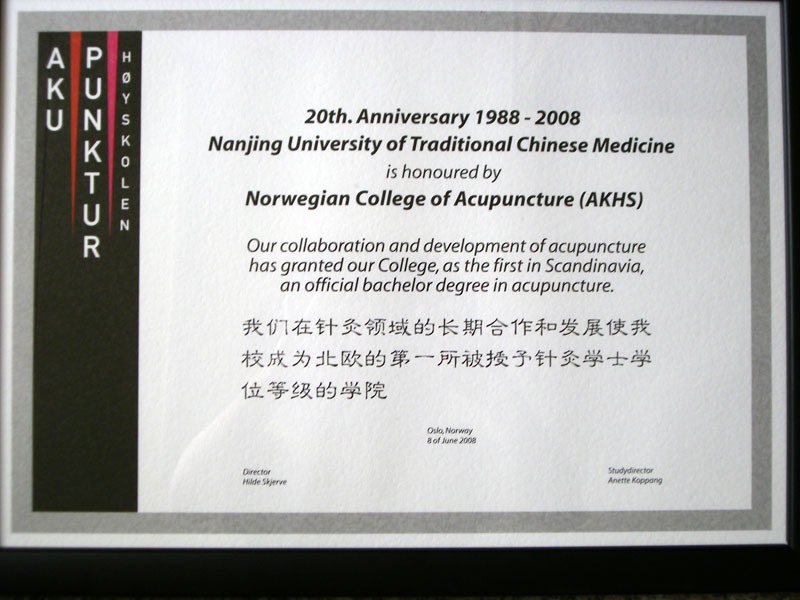 AKU
PUNKTUR
HØYSKOLEN
20th. Anniversary 1988 - 2008
Nanjing University of Traditional Chinese Medicine
is honoured by
Norwegian College of Acupuncture (AKHS)
Our collaboration and development of acupuncture
has granted our College, as the first in Scandinavia,
an official bachelor degree in acupuncture.
我们在针灸领域的长期合作和发展使我
校成为北欧的第一所被授予针灸学士学
位等级的学院
Oslo, Norway
8 of June 2008
Director
Hilde Skjerve
Studydirector
Anette Koppang